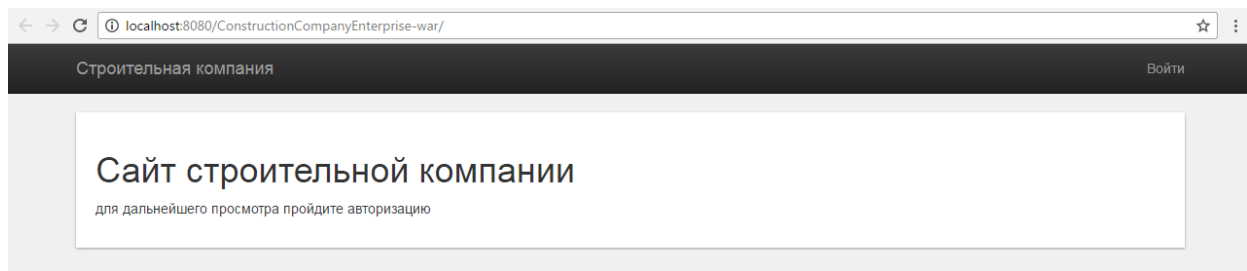 localhost:8080/ConstructionCompanyEnterprise-war/
Строительная компания
Войти
Сайт строительной компании
для дальнейшего просмотра пройдите авторизацию